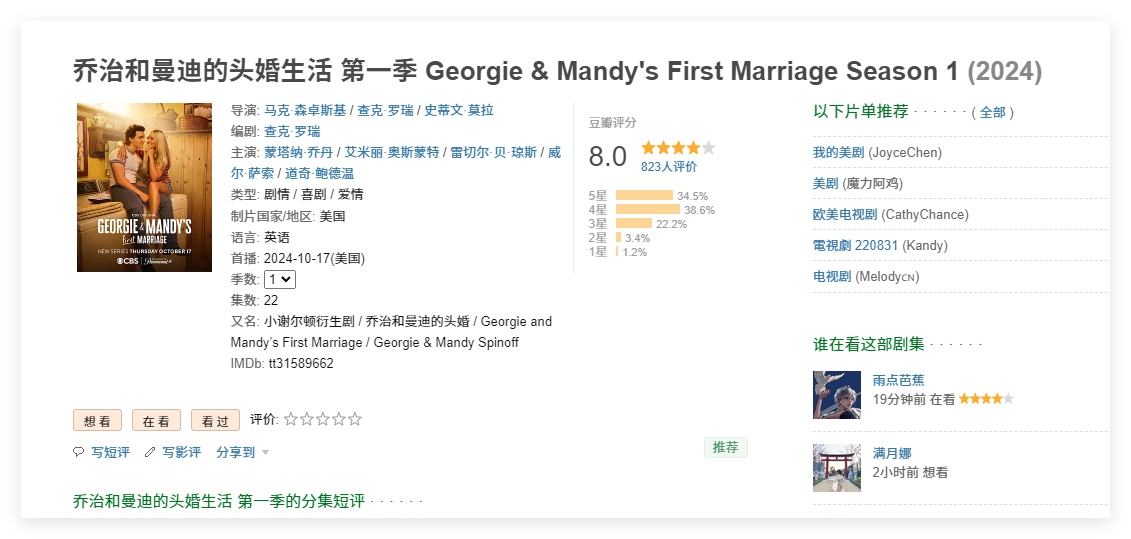 乔治和曼迪的头婚生活 第一季 Georgie & Mandy's First Marriage Season 1 (2024)
CBS ORIGINAL
GEORGIE & MANDY'S
first MARRIAGE
NEW SERIES THURSDAY OCTOBER 17
CBS Paramount+
导演: 马克·森卓斯基 / 查克·罗瑞 / 史蒂文·莫拉
编剧: 查克·罗瑞
主演: 蒙塔纳·乔丹 / 艾米丽·奥斯蒙特 / 雷切尔·贝·琼斯 / 威
尔·萨索 / 道奇·鲍德温
类型: 剧情 / 喜剧 / 爱情
制片国家/地区: 美国
语言: 英语
首播: 2024-10-17(美国)
季数: 1
集数: 22
又名: 小谢尔顿衍生剧 / 乔治和曼迪的头婚 / Georgie and
Mandy's First Marriage / Georgie & Mandy Spinoff
IMDb: tt31589662
豆瓣评分
8.0
823人评价
5星 34.5%
4星 38.6%
3星 22.2%
2星 3.4%
1星 1.2%
想看 在看 看过 评价:
写短评 写影评 分享到
推荐
乔治和曼迪的头婚生活 第一季的分集短评 · · · · · ·
以下片单推荐 · · · · · · ( 全部 )
我的美剧 (JoyceChen)
美剧 (魔力阿鸡)
欧美电视剧 (CathyChance)
電視劇 220831 (Kandy)
电视剧 (Melodyᴄɴ)
谁在看这部剧集 · · · · · ·
雨点芭蕉
19分钟前 在看
满月娜
2小时前 想看